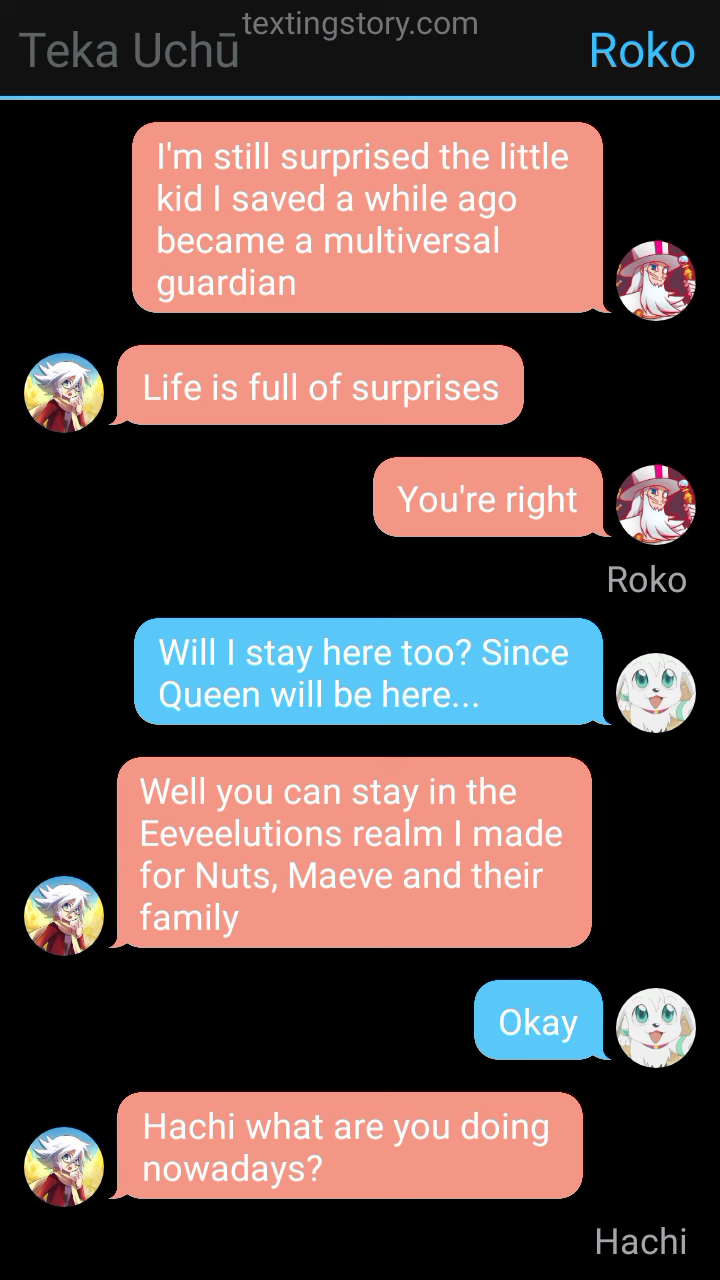 textingstory.com
Teka Uchū
Roko
I'm still surprised the little
kid I saved a while ago
became a multiversal
guardian
Life is full of surprises
You're right
Roko
Will I stay here too? Since
Queen will be here...
Well you can stay in the
Eeveelutions realm I made
for Nuts, Maeve and their
family
Okay
Hachi what are you doing
nowadays?
Hachi